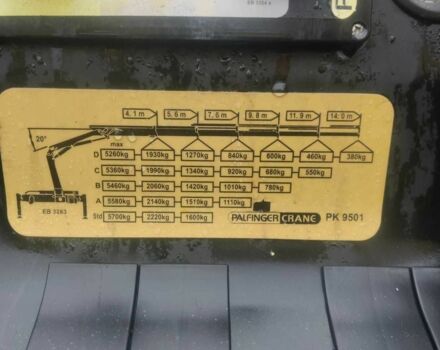 EB 3254 a
4,1 m 5,6 m 7,6 m 9,8 m 11,9 m 14,0 m
20°
max
D 5260kg 1930kg 1270kg 840kg 600kg 460kg 380kg
C 5360kg 1990kg 1340kg 920kg 680kg 550kg
B 5460kg 2060kg 1420kg 1010kg 780kg
A 5580kg 2140kg 1510kg 1110kg
Std 5700kg 2220kg 1600kg
EB 3263
PALFINGER CRANE PK 9501